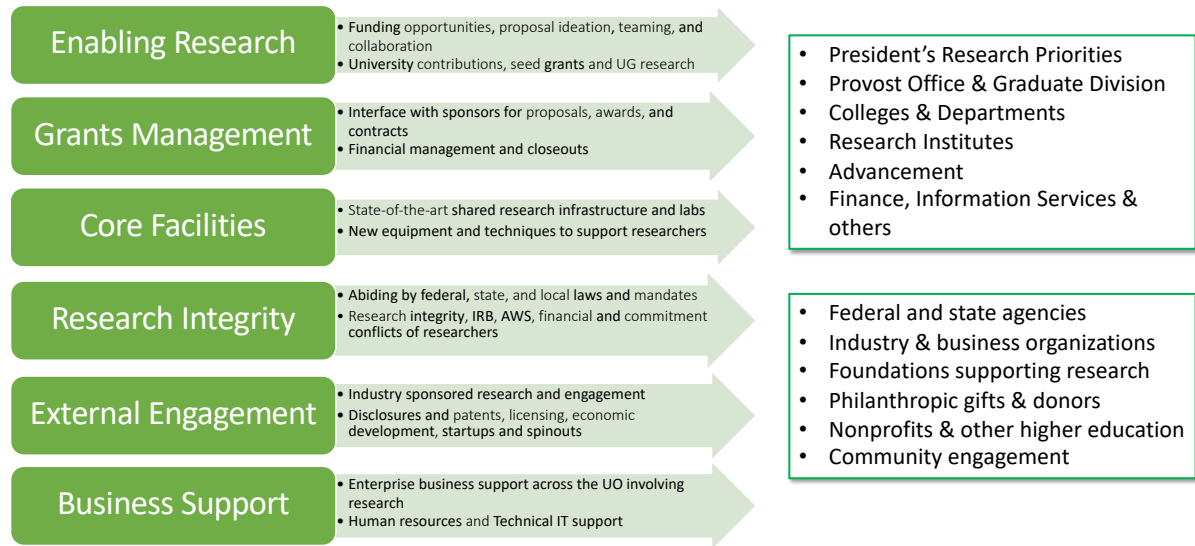 Enabling Research
• Funding opportunities, proposal ideation, teaming, and
collaboration
• University contributions, seed grants and UG research
Grants Management
• Interface with sponsors for proposals, awards, and
contracts
• Financial management and closeouts
Core Facilities
• State-of-the-art shared research infrastructure and labs
• New equipment and techniques to support researchers
Research Integrity
• Abiding by federal, state, and local laws and mandates
• Research integrity, IRB, AWS, financial and commitment
conflicts of researchers
External Engagement
• Industry sponsored research and engagement
• Disclosures and patents, licensing, economic
development, startups and spinouts
Business Support
• Enterprise business support across the UO involving
research
• Human resources and Technical IT support
• President’s Research Priorities
• Provost Office & Graduate Division
• Colleges & Departments
• Research Institutes
• Advancement
• Finance, Information Services &
others
• Federal and state agencies
• Industry & business organizations
• Foundations supporting research
• Philanthropic gifts & donors
• Nonprofits & other higher education
• Community engagement